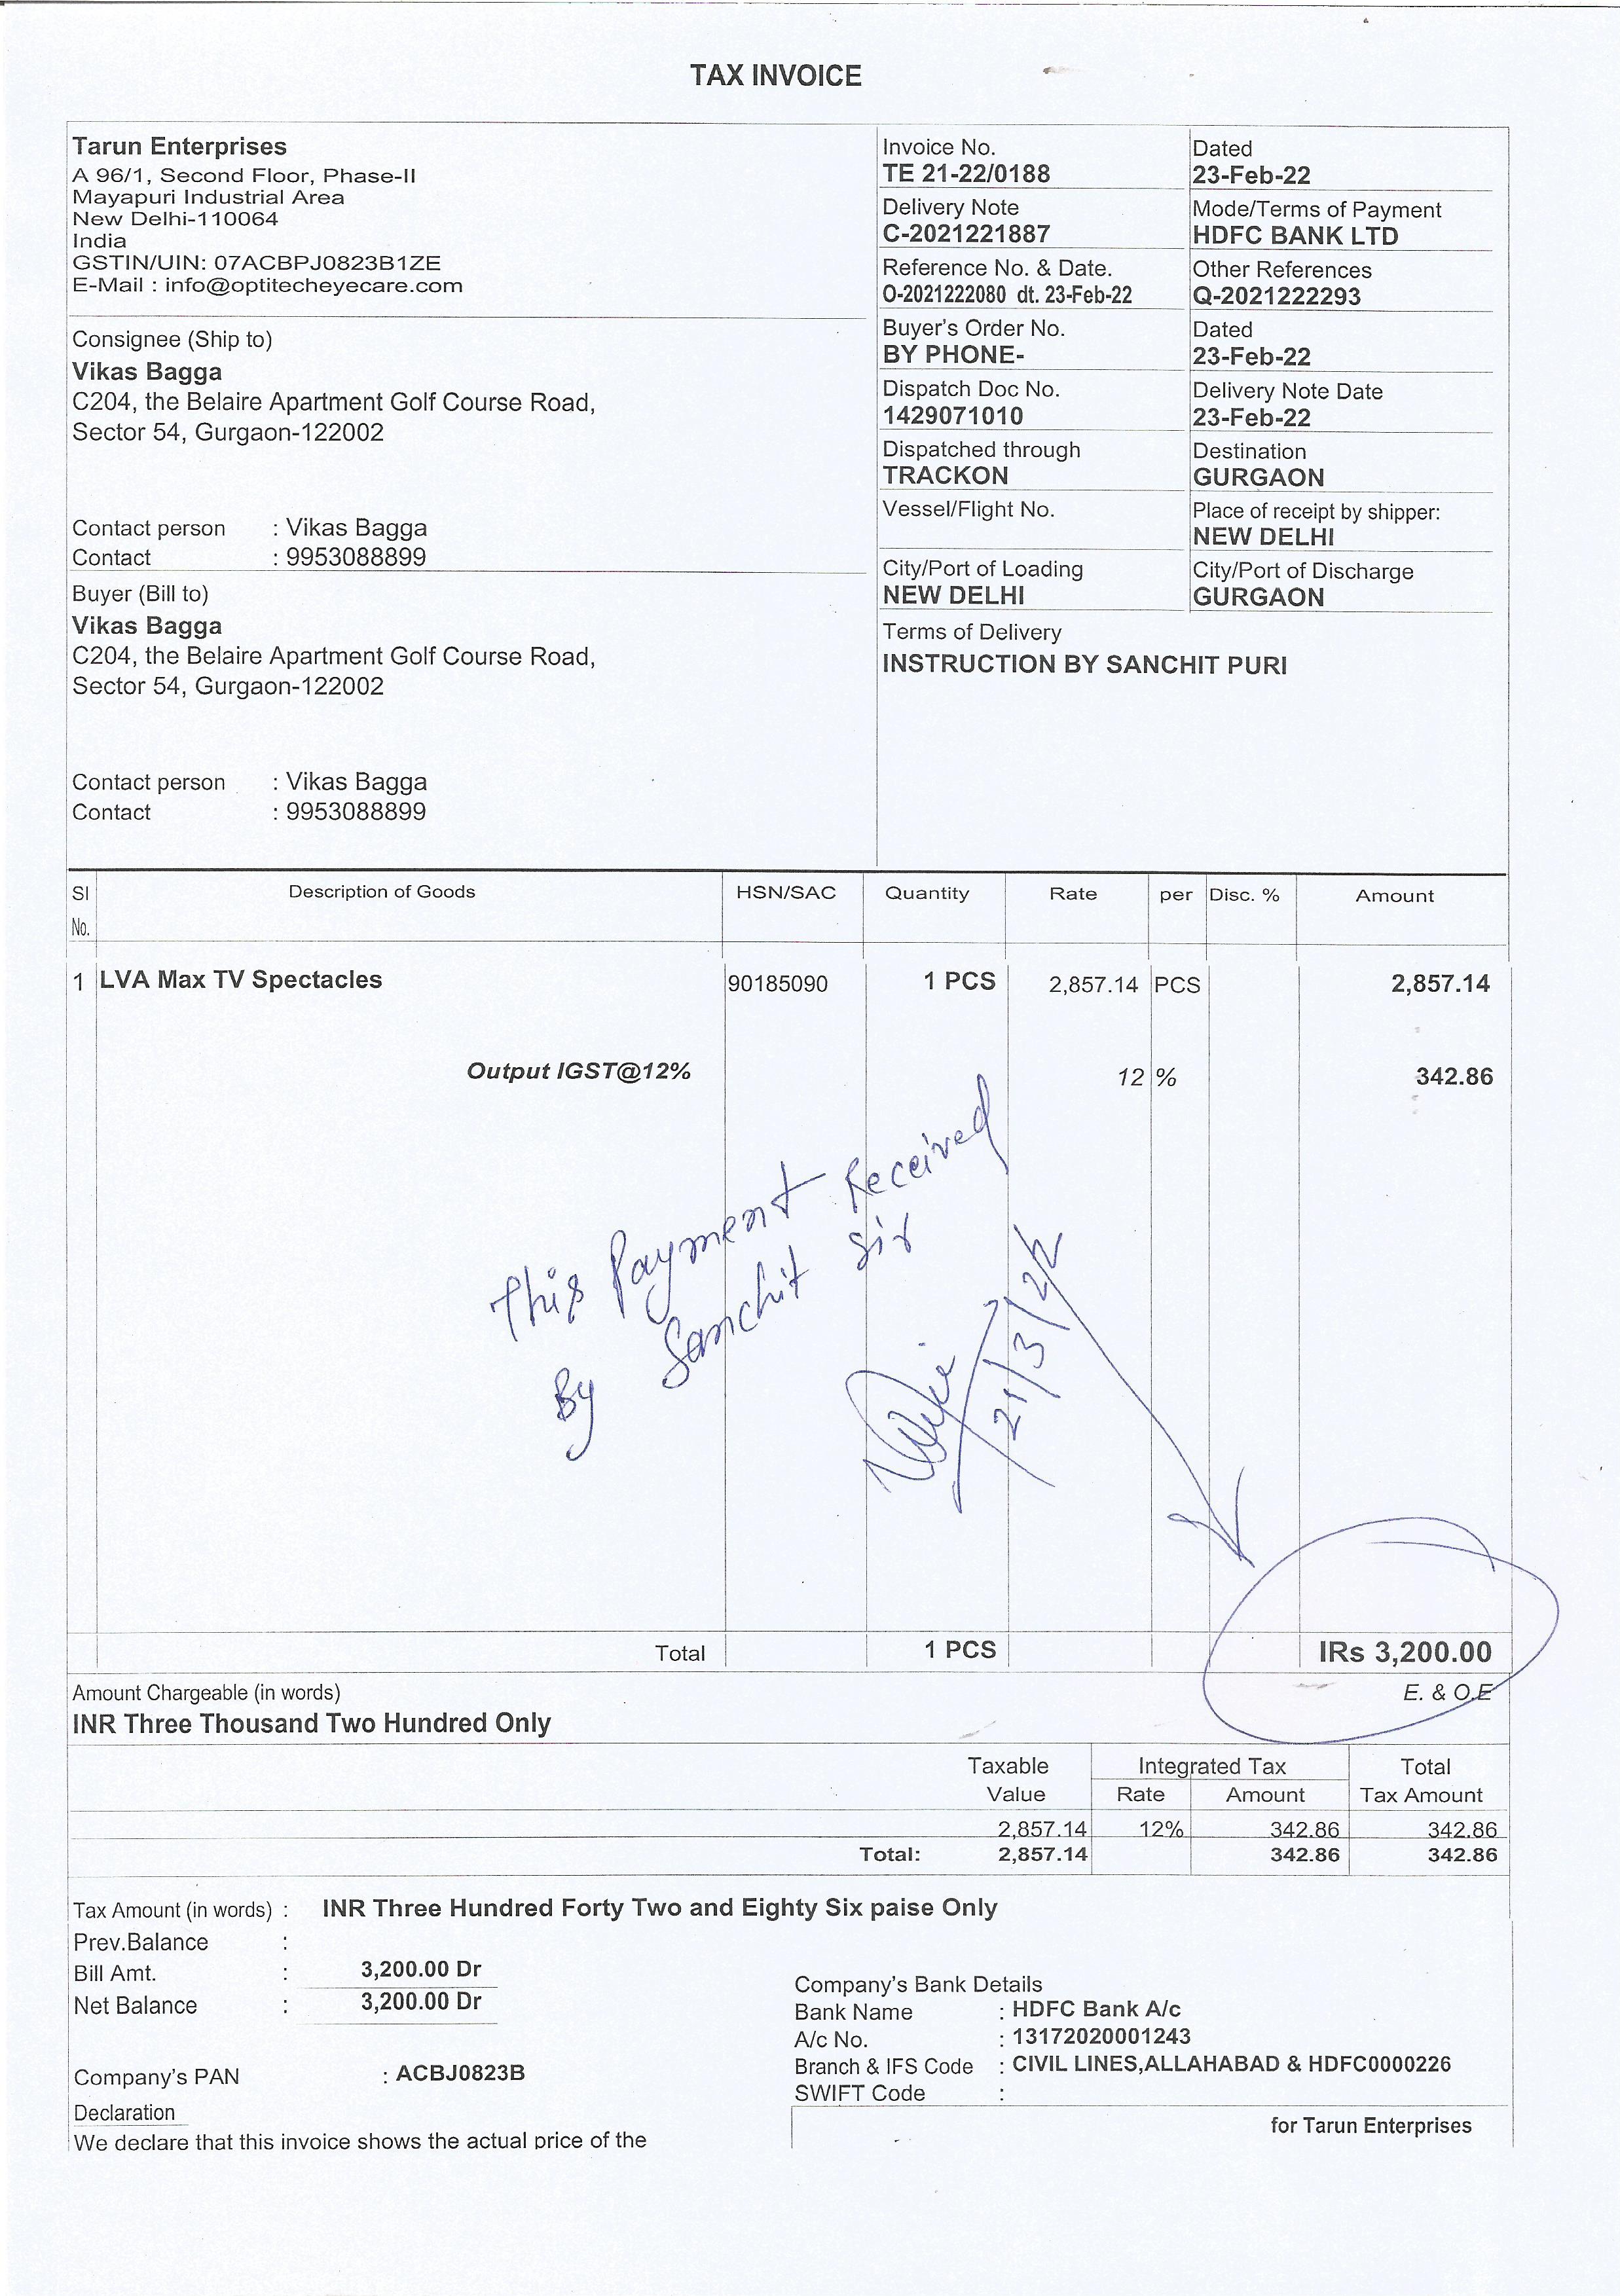 TAX INVOICE
Tarun Enterprises
A 96/1, Second Floor, Phase-II
Mayapuri Industrial Area
New Delhi-110064
India
GSTIN/UIN: 07ACBPJ0823B1ZE
E-Mail : info@optitecheyecare.com
Consignee (Ship to)
Vikas Bagga
C204, the Belaire Apartment Golf Course Road,
Sector 54, Gurgaon-122002
Contact person : Vikas Bagga
Contact : 9953088899
Buyer (Bill to)
Vikas Bagga
C204, the Belaire Apartment Golf Course Road,
Sector 54, Gurgaon-122002
Contact person : Vikas Bagga
Contact : 9953088899
Invoice No. Dated
TE 21-22/0188 23-Feb-22
Delivery Note Mode/Terms of Payment
C-2021221887 HDFC BANK LTD
Reference No. & Date. Other References
O-2021222080 dt. 23-Feb-22 Q-2021222293
Buyer's Order No. Dated
BY PHONE- 23-Feb-22
Dispatch Doc No. Delivery Note Date
1429071010 23-Feb-22
Dispatched through Destination
TRACKON GURGAON
Vessel/Flight No. Place of receipt by shipper:
NEW DELHI
City/Port of Loading City/Port of Discharge
NEW DELHI GURGAON
Terms of Delivery
INSTRUCTION BY SANCHIT PURI
SI Description of Goods HSN/SAC Quantity Rate per Disc. % Amount
No.
1 LVA Max TV Spectacles 90185090 1 PCS 2,857.14 PCS 2,857.14
Output IGST@12% 12 % 342.86
This Payment Received
By Sanchit Sir
21/3/22
Total 1 PCS IRs 3,200.00
Amount Chargeable (in words) E. & O.E
INR Three Thousand Two Hundred Only
Taxable Integrated Tax Total
Value Rate Amount Tax Amount
2,857.14 12% 342.86 342.86
Total: 2,857.14 342.86 342.86
Tax Amount (in words) : INR Three Hundred Forty Two and Eighty Six paise Only
Prev.Balance :
Bill Amt. : 3,200.00 Dr
Net Balance : 3,200.00 Dr
Company's Bank Details
Bank Name : HDFC Bank A/c
A/c No. : 13172020001243
Branch & IFS Code : CIVIL LINES,ALLAHABAD & HDFC0000226
SWIFT Code :
Company's PAN : ACBJ0823B
Declaration
We declare that this invoice shows the actual price of the
for Tarun Enterprises